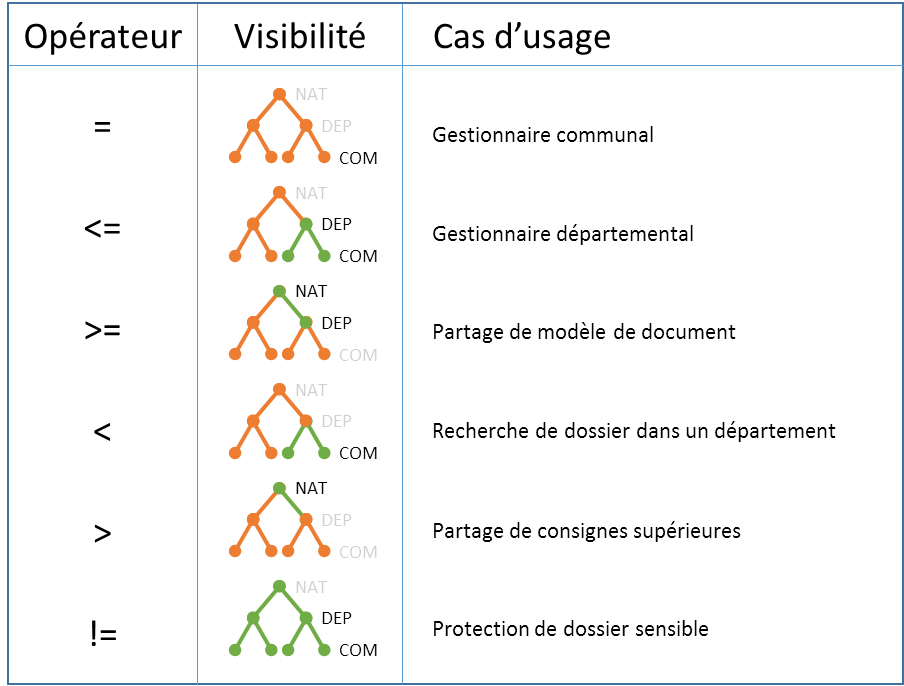 Opérateur Visibilité Cas d’usage
= NAT DEP COM Gestionnaire communal
<= NAT DEP COM Gestionnaire départemental
>= NAT DEP COM Partage de modèle de document
< NAT DEP COM Recherche de dossier dans un département
> NAT DEP COM Partage de consignes supérieures
!= NAT DEP COM Protection de dossier sensible